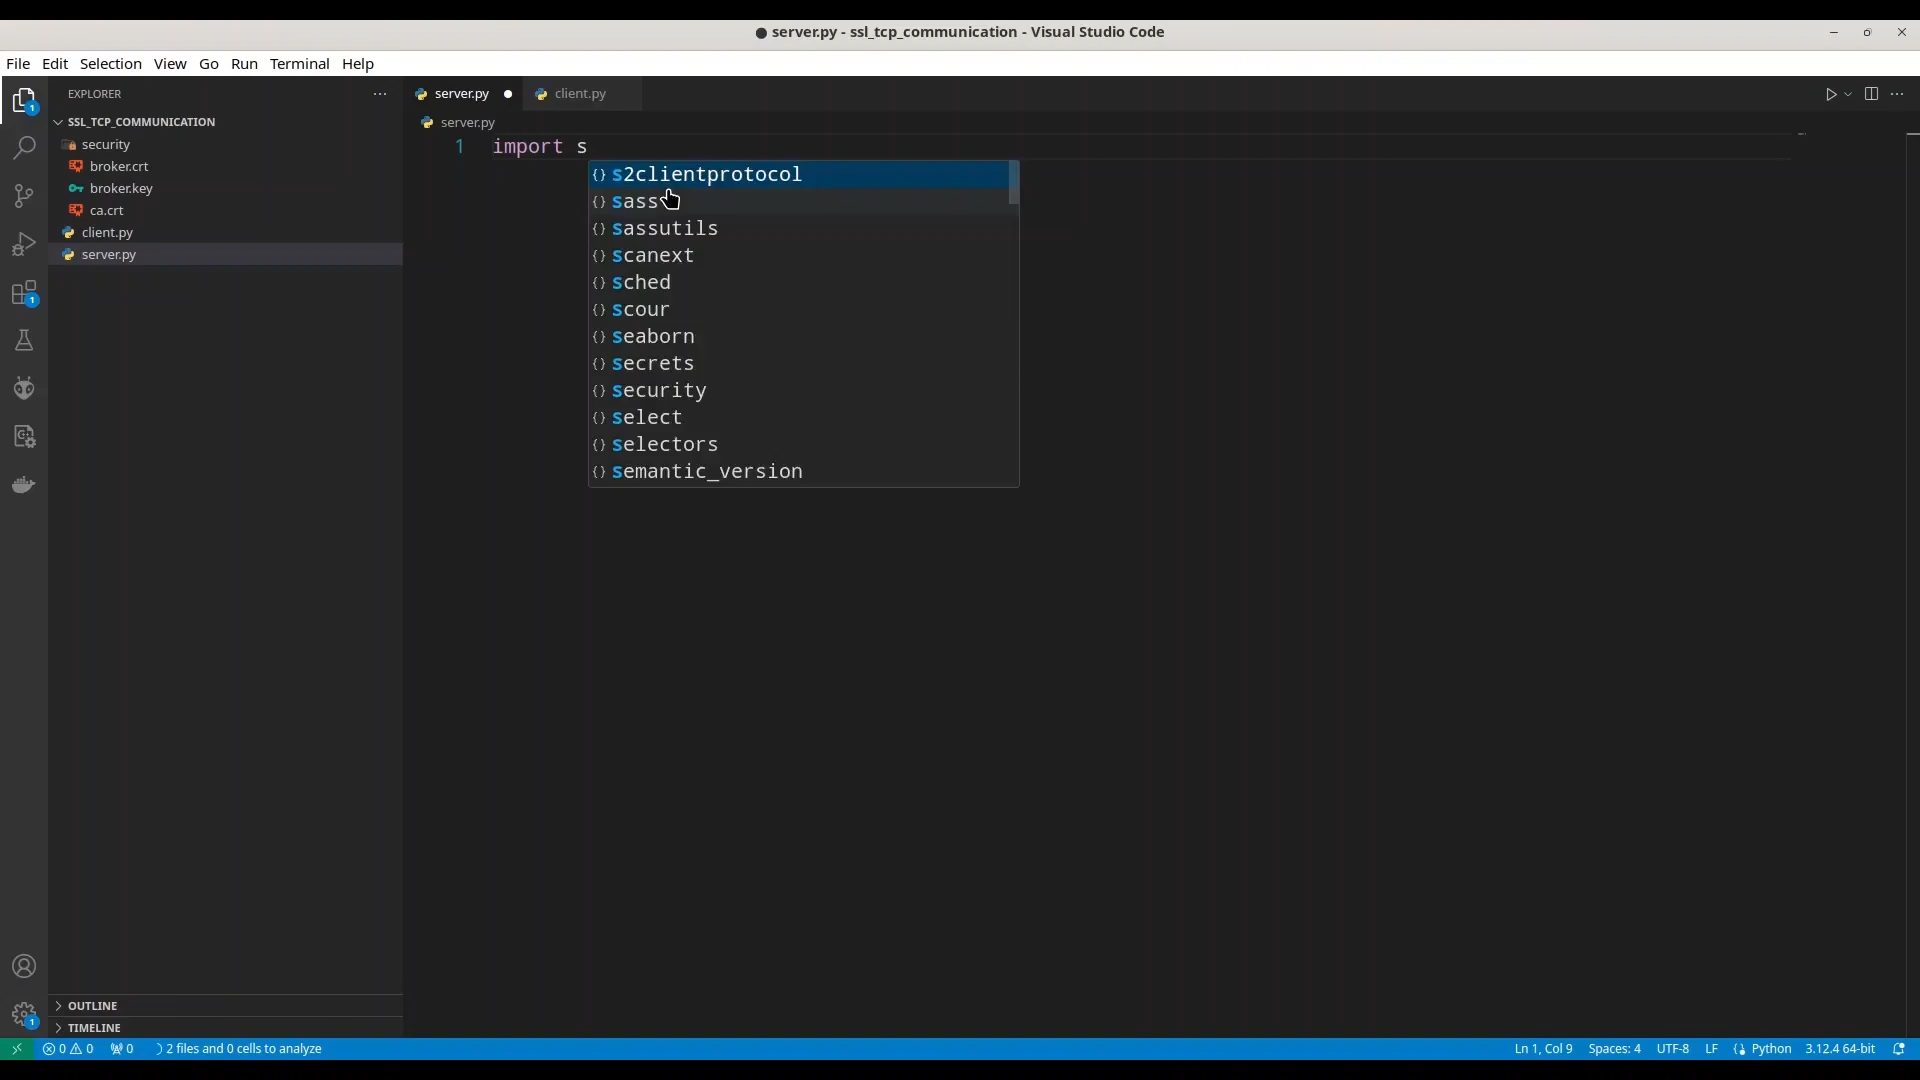 server.py - ssl_tcp_communication - Visual Studio Code
File Edit Selection View Go Run Terminal Help
EXPLORER
SSL_TCP_COMMUNICATION
security
broker.crt
broker.key
ca.crt
client.py
server.py
OUTLINE
TIMELINE
1
1
1
server.py client.py
server.py
1 import s
{} s2clientprotocol
{} sass
{} sassutils
{} scanext
{} sched
{} scour
{} seaborn
{} secrets
{} security
{} select
{} selectors
{} semantic_version
0 0 0 2 files and 0 cells to analyze Ln 1, Col 9 Spaces: 4 UTF-8 LF {} Python 3.12.4 64-bit